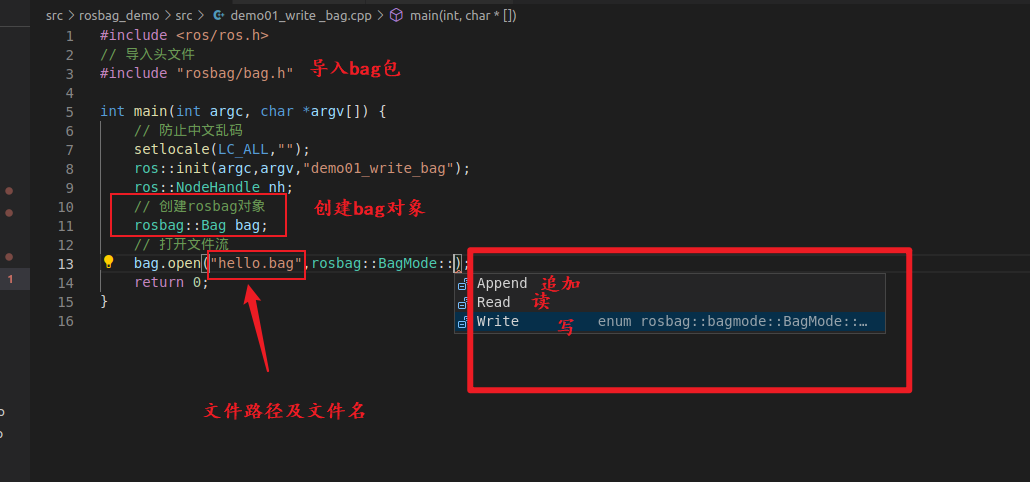 src > rosbag_demo > src > demo01_write _bag.cpp > main(int, char * [])
1 #include <ros/ros.h>
2 // 导入头文件
3 #include "rosbag/bag.h" 导入bag包
4
5 int main(int argc, char *argv[]) {
6 // 防止中文乱码
7 setlocale(LC_ALL,"");
8 ros::init(argc,argv,"demo01_write_bag");
9 ros::NodeHandle nh;
10 // 创建rosbag对象 创建bag对象
11 rosbag::Bag bag;
12 // 打开文件流
13 bag.open("hello.bag",rosbag::BagMode::);
1 14 return 0; Append 追加
15 } Read 读
16 Write 写 enum rosbag::bagmode::BagMode::…
文件路径及文件名